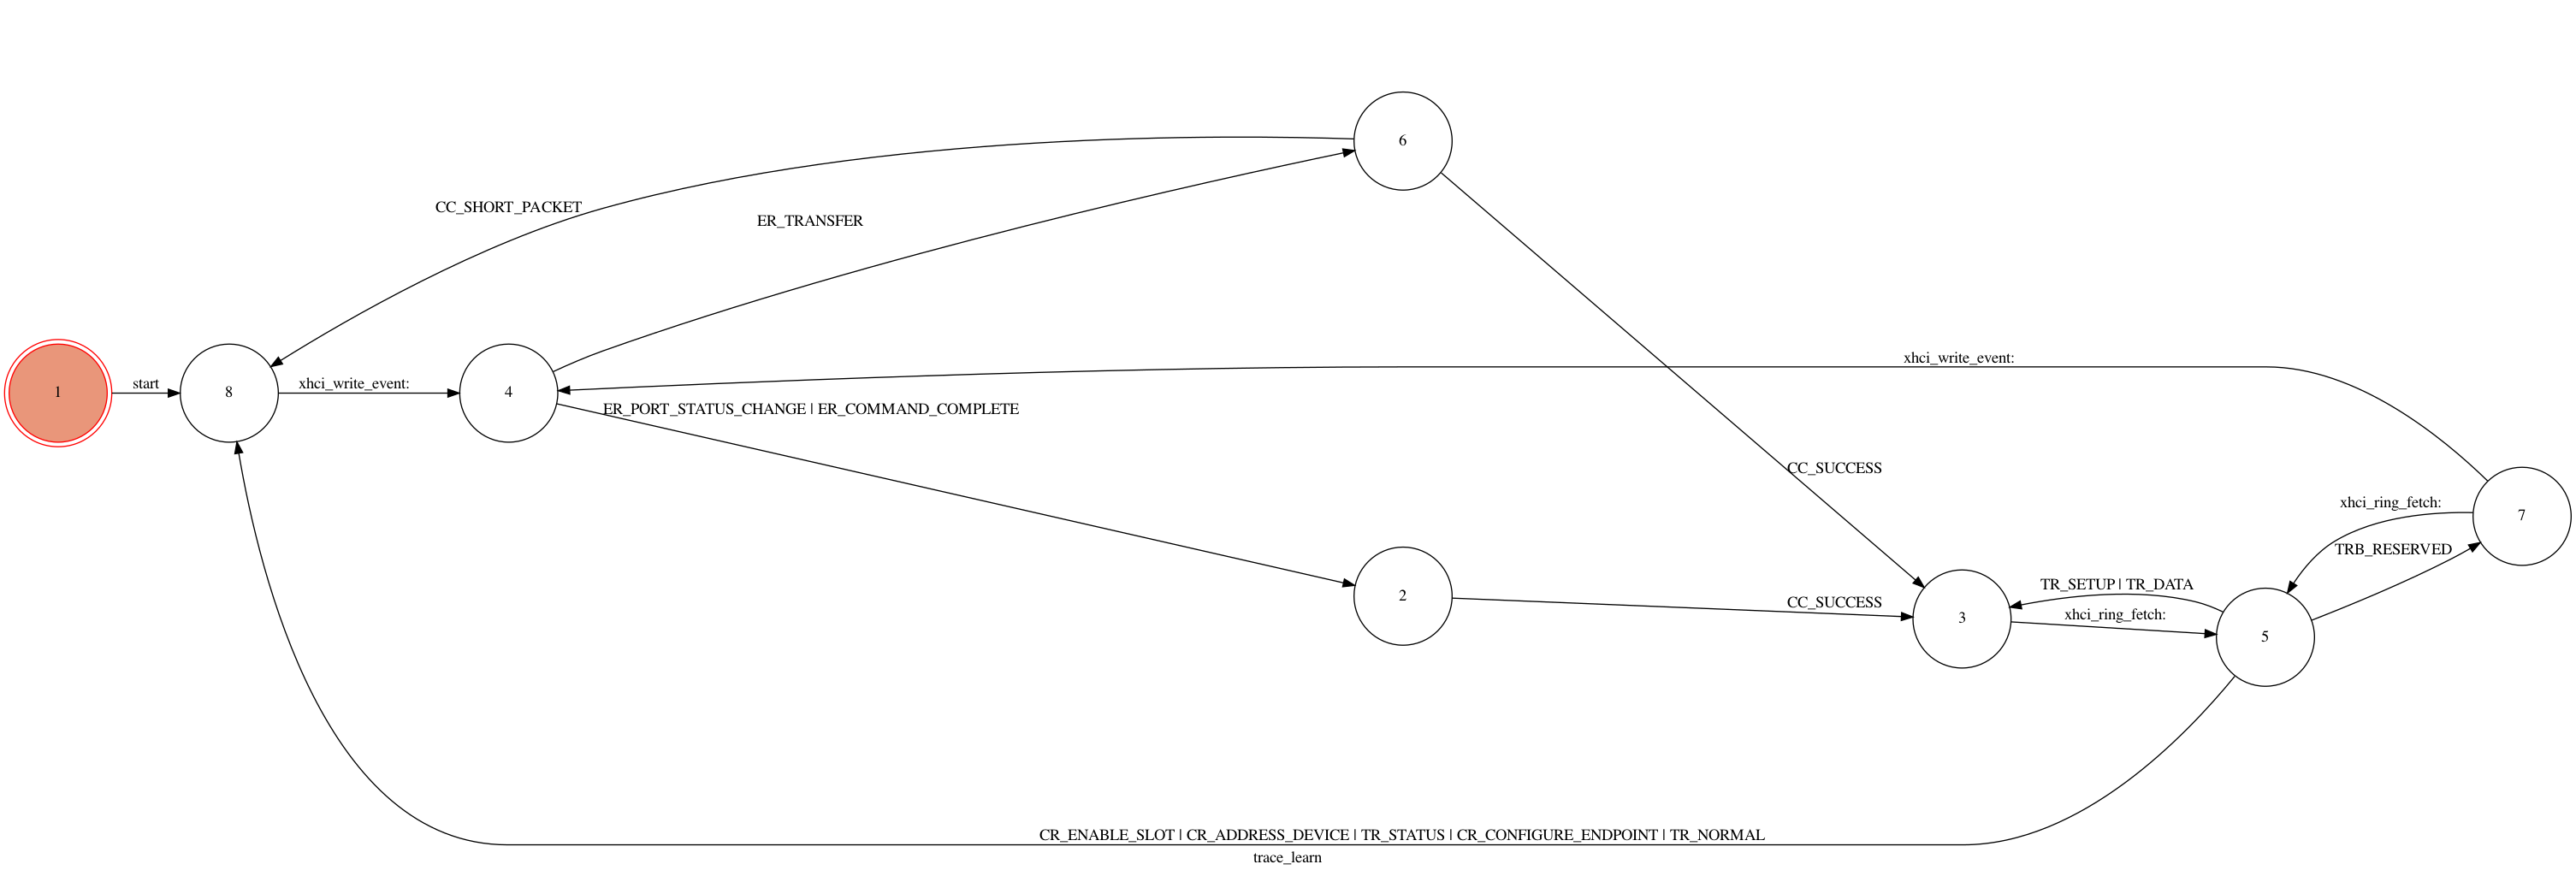 6
CC_SHORT_PACKET
ER_TRANSFER
xhci_write_event:
1
start
8
xhci_write_event:
4
ER_PORT_STATUS_CHANGE | ER_COMMAND_COMPLETE
CC_SUCCESS
xhci_ring_fetch:
7
TRB_RESERVED
TR_SETUP | TR_DATA
2
CC_SUCCESS
3
xhci_ring_fetch:
5
CR_ENABLE_SLOT | CR_ADDRESS_DEVICE | TR_STATUS | CR_CONFIGURE_ENDPOINT | TR_NORMAL
trace_learn